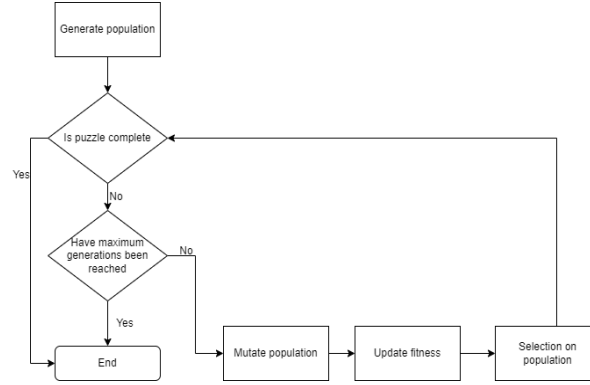 Generate population
Is puzzle complete
Yes
No
Have maximum
generations been
reached
No
Yes
End
Mutate population
Update fitness
Selection on
population